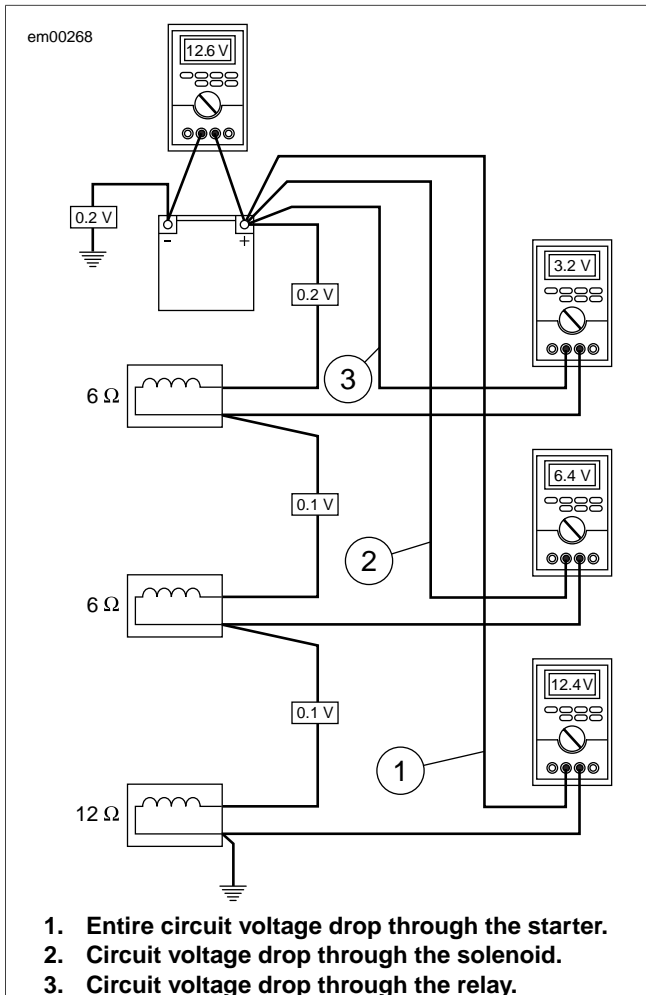 em00268
12.6 V
0.2 V
- +
0.2 V
3.2 V
3
6 Ω
0.1 V
6.4 V
2
6 Ω
12.4 V
0.1 V
1
12 Ω
1. Entire circuit voltage drop through the starter.
2. Circuit voltage drop through the solenoid.
3. Circuit voltage drop through the relay.